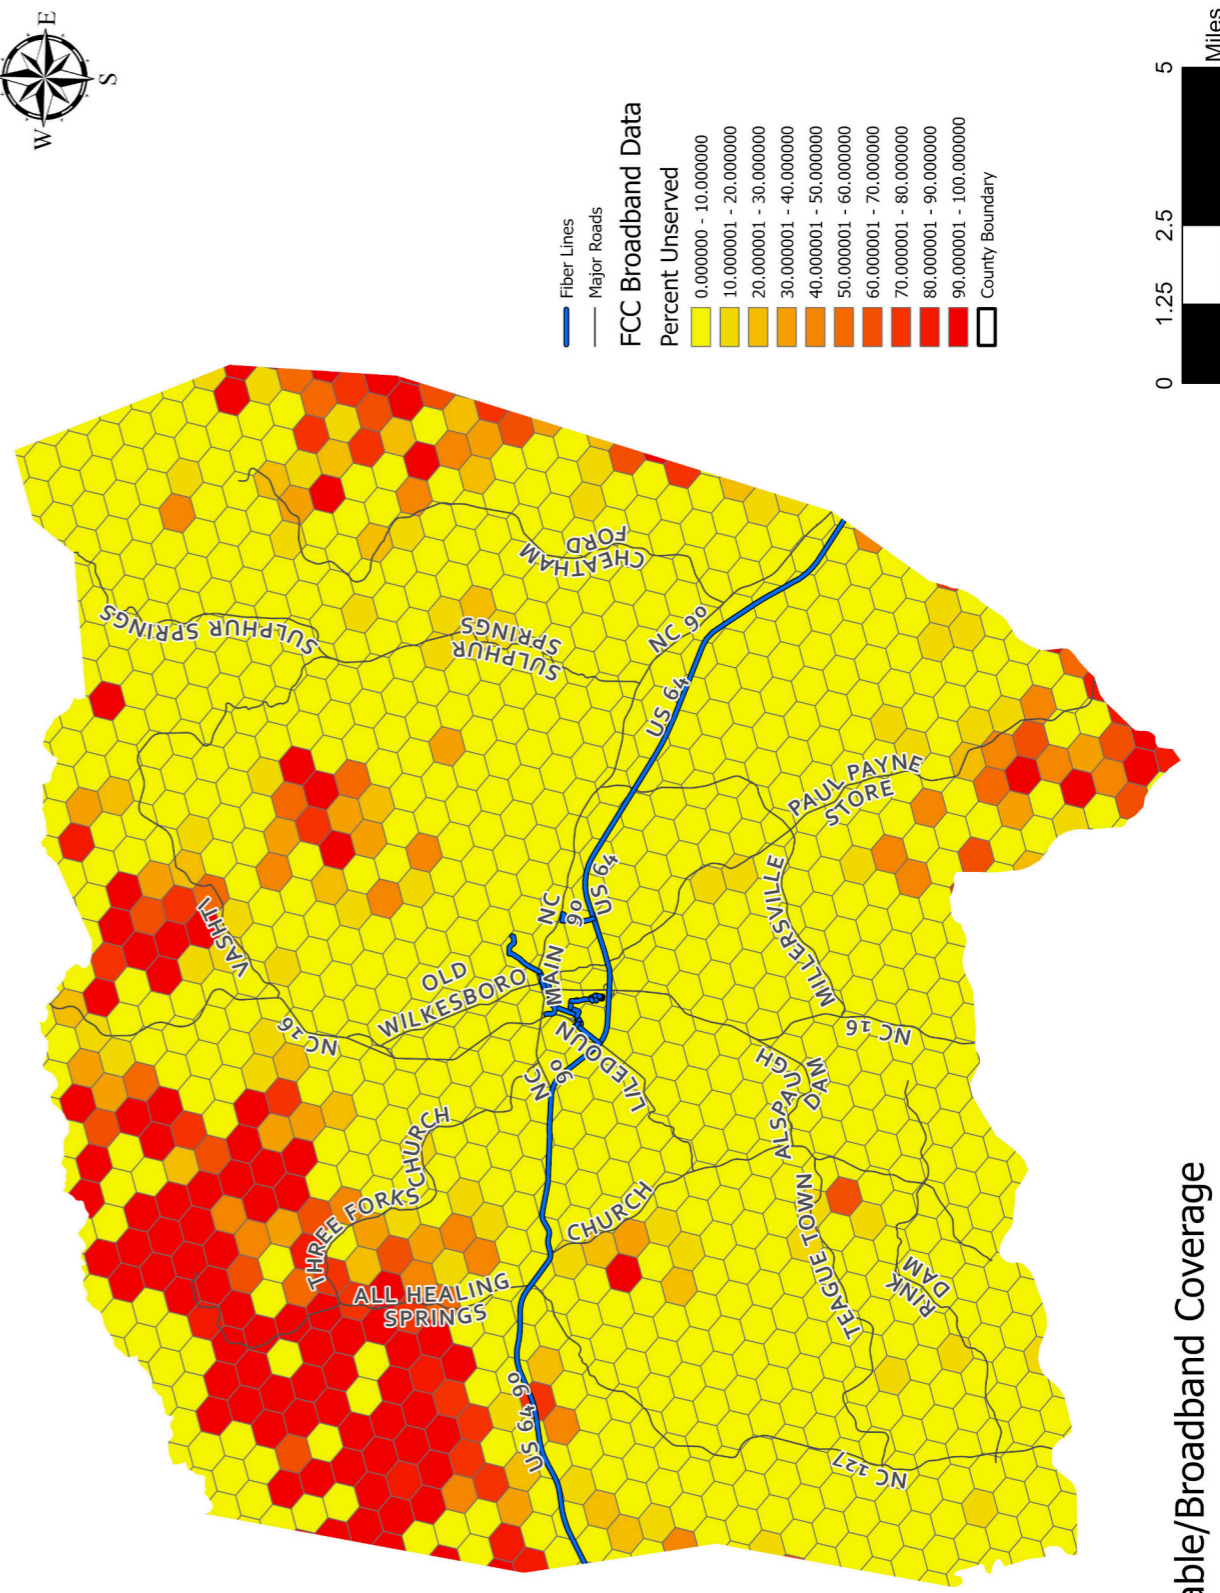 E
S
W
Fiber Lines
Major Roads
FCC Broadband Data
Percent Unserved
0.000000 - 10.000000
10.000001 - 20.000000
20.000001 - 30.000000
30.000001 - 40.000000
40.000001 - 50.000000
50.000001 - 60.000000
60.000001 - 70.000000
70.000001 - 80.000000
80.000001 - 90.000000
90.000001 - 100.000000
County Boundary
0
1.25
2.5
5
Miles
SULPHUR SPRINGS
SULPHUR
SPRINGS
CHEATHAM
FORD
NC 90
US 64
VASHTI
OLD
WILKESBORO
NC 16
MAIN
NC
90
US 64
PAUL PAYNE
STORE
MILLERSVILLE
LILEDOUN
NC
90
CHURCH
THREE FORKS
ALL HEALING
SPRINGS
CHURCH
ALSPAUGH
DAM
NC 16
TEAGUE TOWN
RINK
DAM
US 64-90
NC 127
able/Broadband Coverage